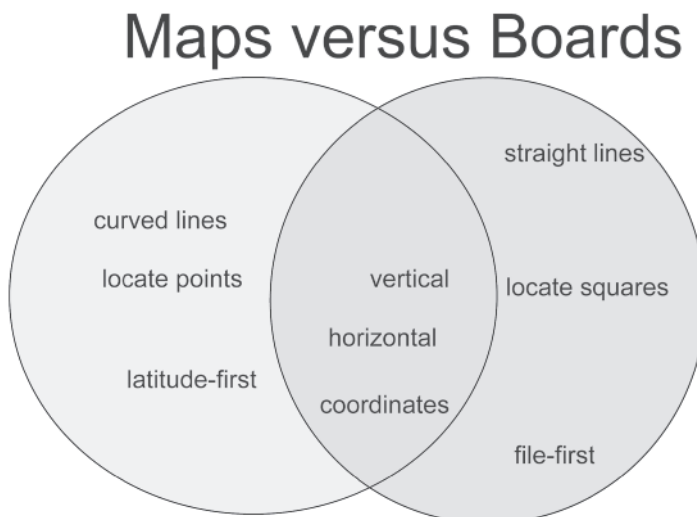 Maps versus Boards
curved lines
locate points
latitude-first
vertical
horizontal
coordinates
straight lines
locate squares
file-first